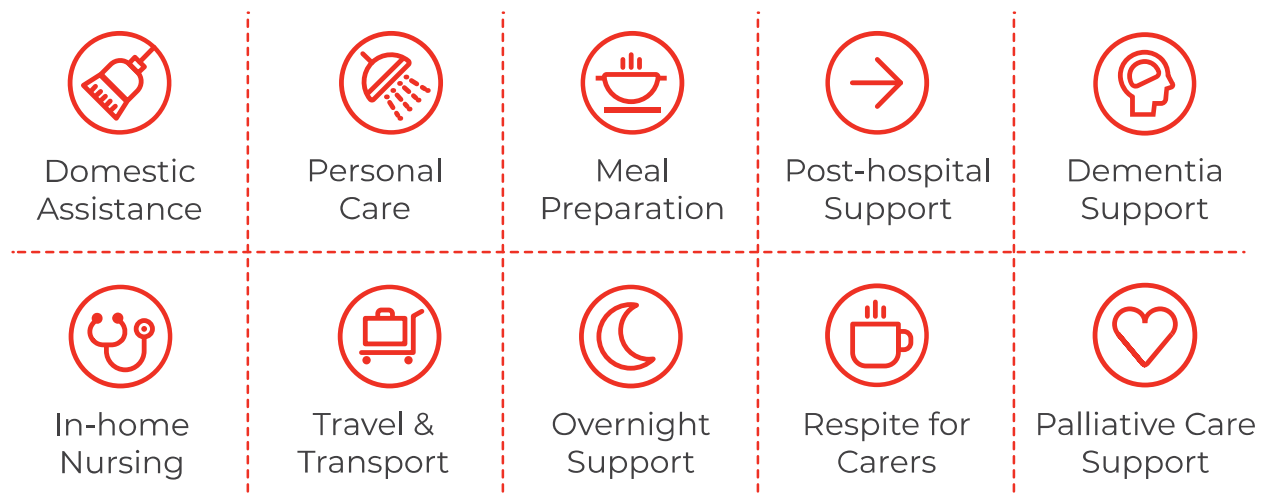 Domestic
Assistance
Personal
Care
Meal
Preparation
Post-hospital
Support
Dementia
Support
In-home
Nursing
Travel &
Transport
Overnight
Support
Respite for
Carers
Palliative Care
Support